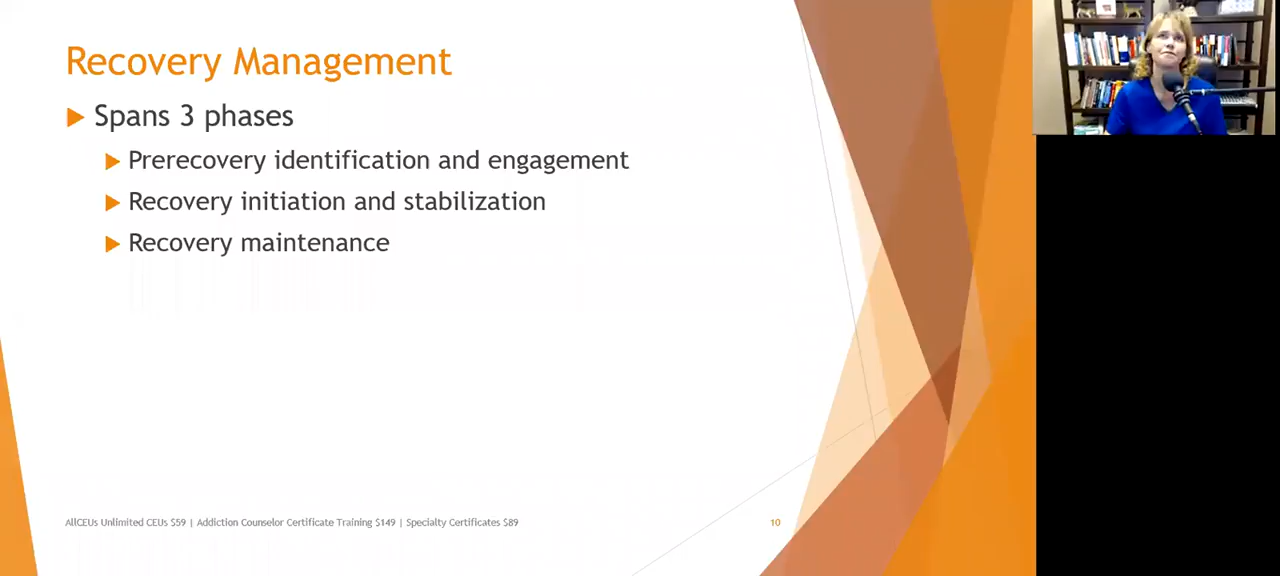 Recovery Management
Spans 3 phases
Prerecovery identification and engagement
Recovery initiation and stabilization
Recovery maintenance
AllCEUs Unlimited CEUs $59 | Addiction Counselor Certificate Training $149 | Specialty Certificates $89
10